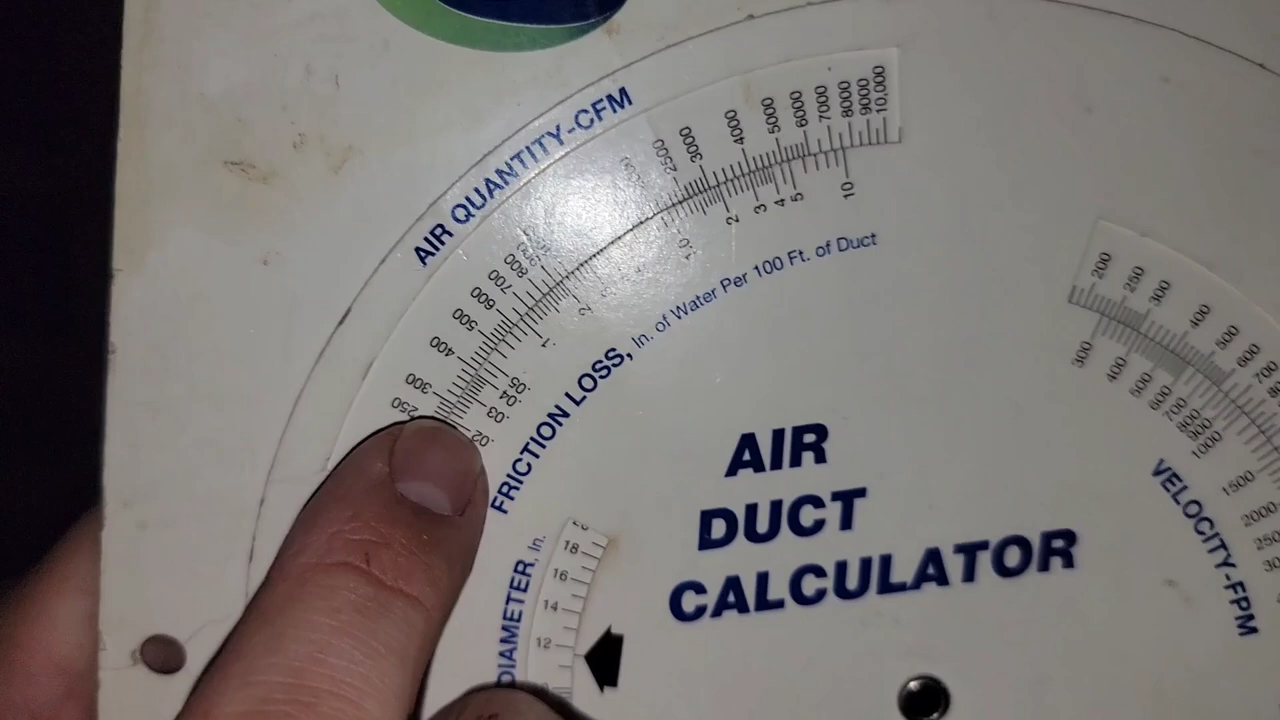 AIR QUANTITY-CFM
250 300 400 500 600 700 800 2500 3000 4000 5000 6000 7000 8000 9000 10,000
.02 .03 .04 .05 .1 .2 1.0 2 3 4 5 10
FRICTION LOSS, In. of Water Per 100 Ft. of Duct
200 250 300 400 500 600 700
300 400 500 600 700 800 900 1000 1500 2000
VELOCITY-FPM
DIAMETER, In.
18
16
14
12
AIR
DUCT
CALCULATOR